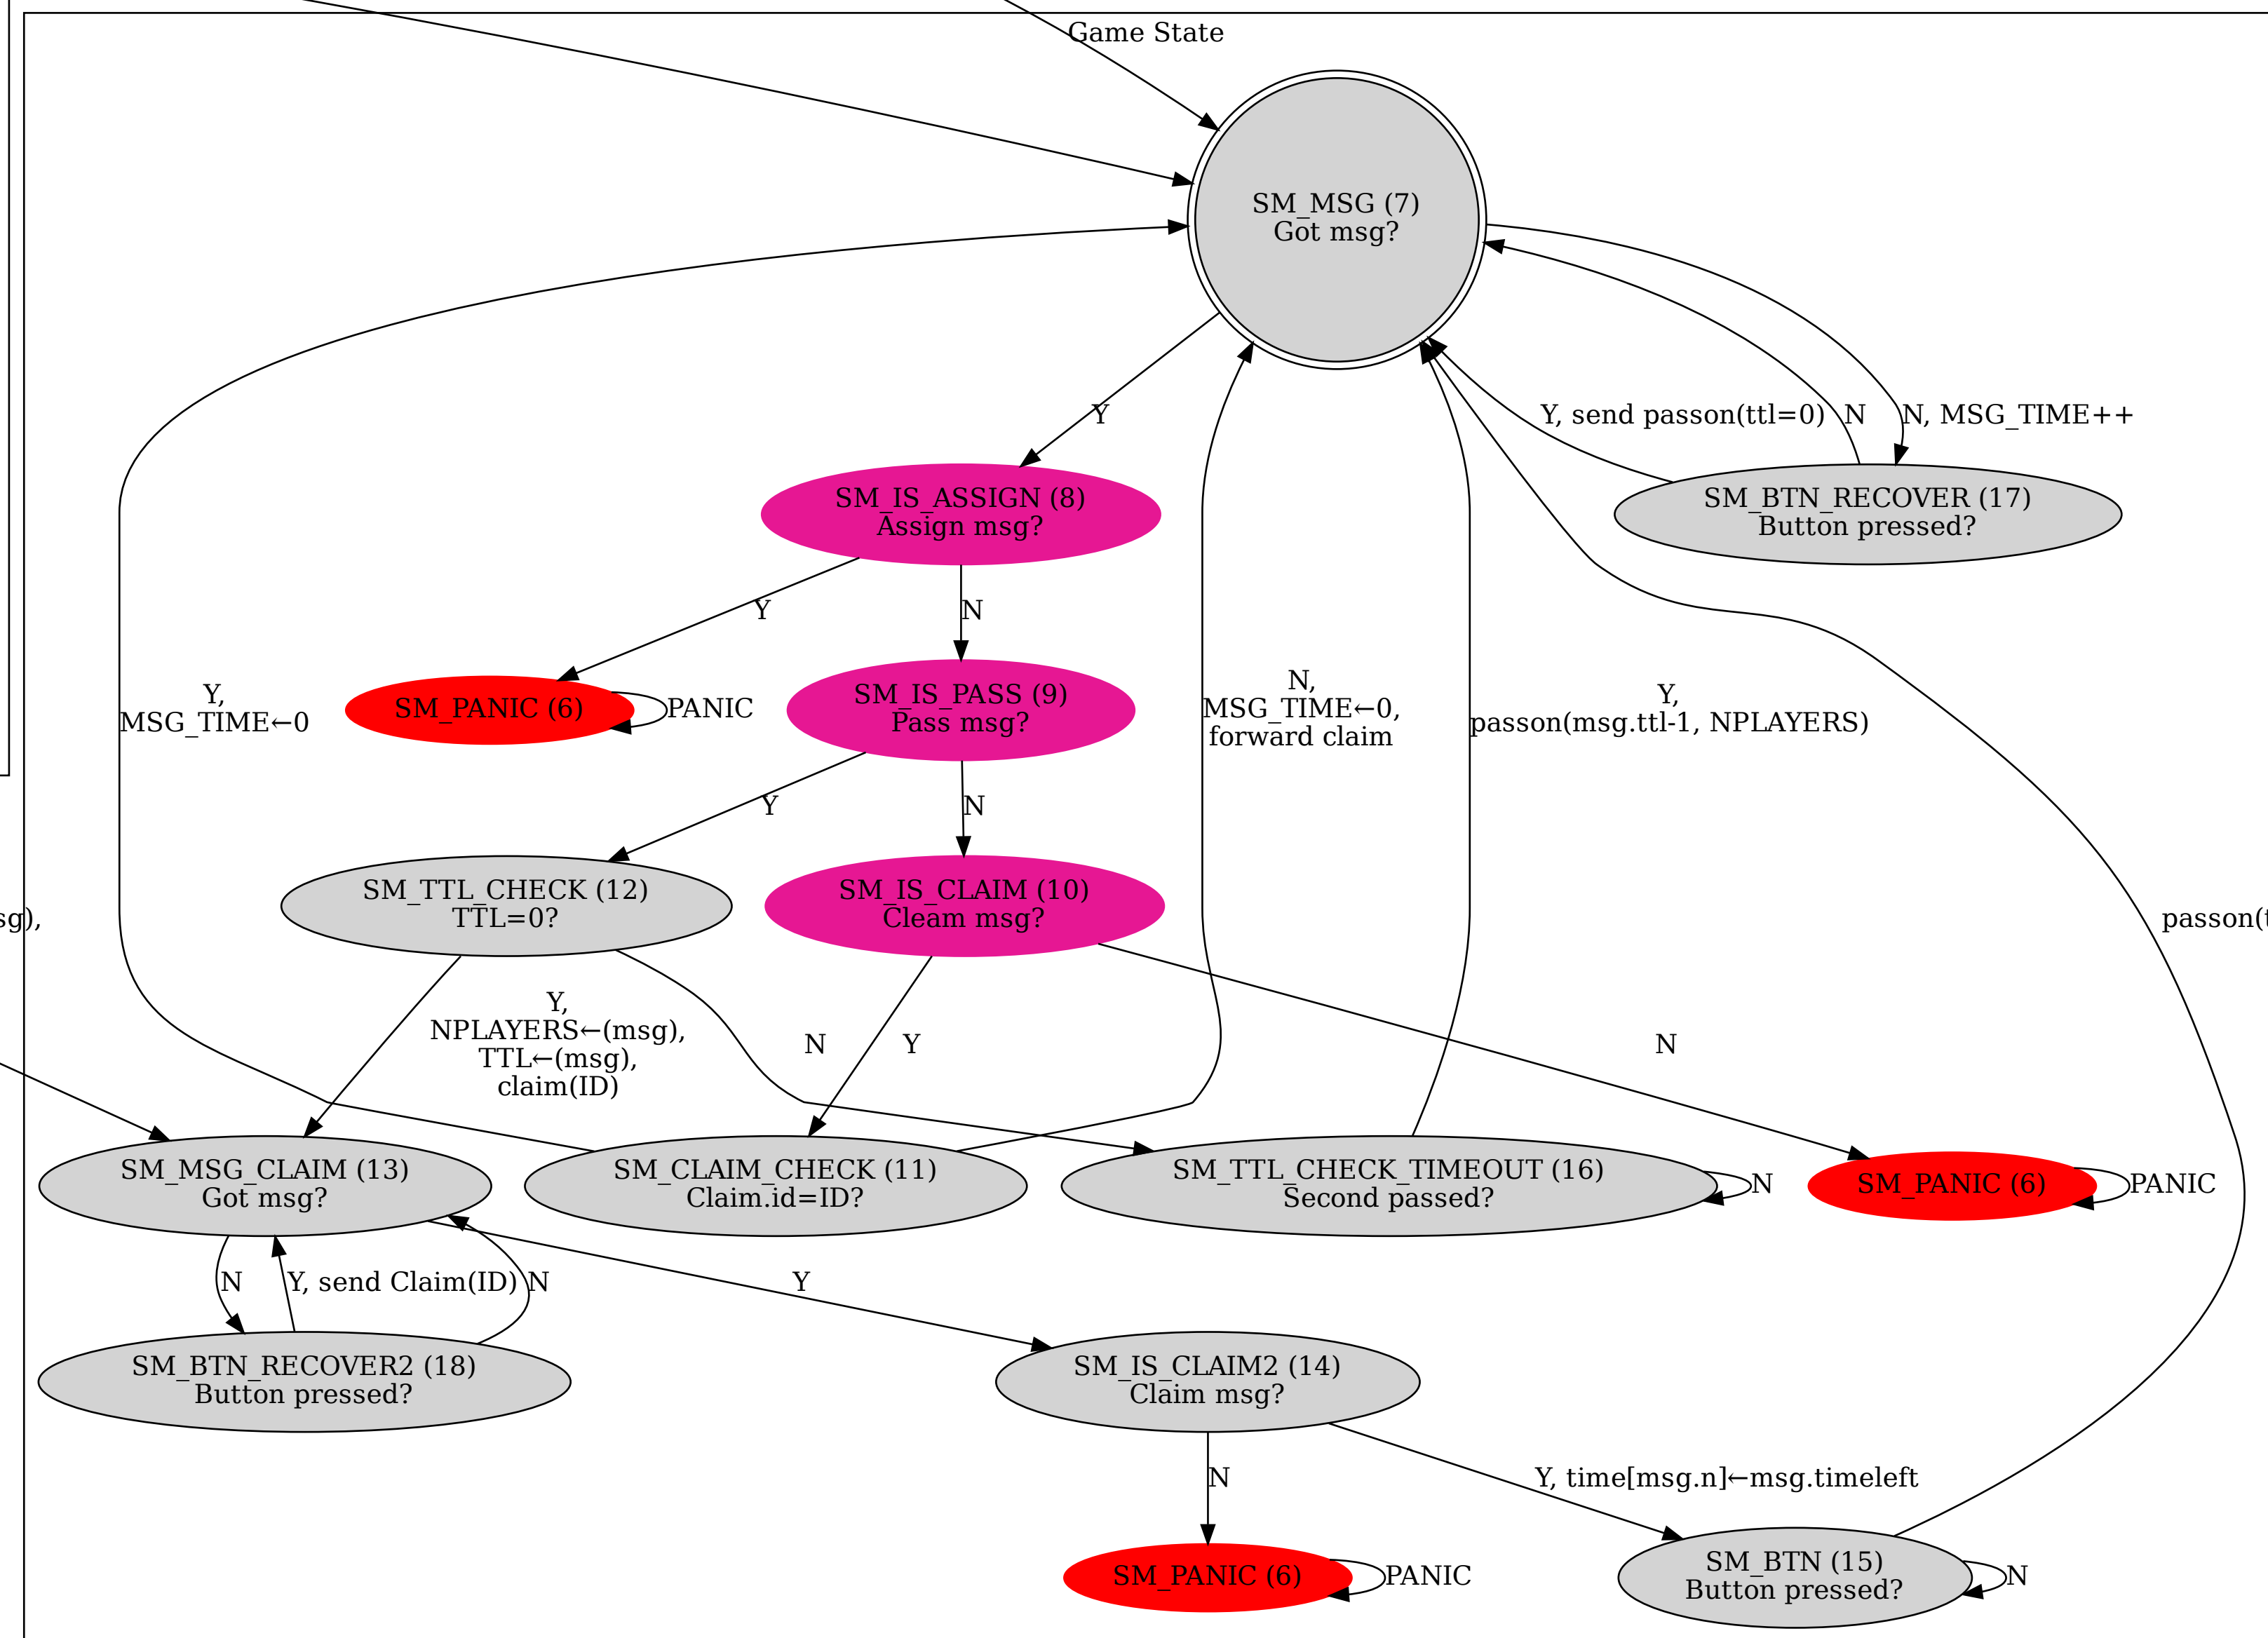 Game State
SM_MSG (7)
Got msg?
Y
Y, send passon(ttl=0)
N
N, MSG_TIME++
SM_IS_ASSIGN (8)
Assign msg?
SM_BTN_RECOVER (17)
Button pressed?
Y
N
Y,
MSG_TIME←0
SM_PANIC (6)
PANIC
SM_IS_PASS (9)
Pass msg?
N,
MSG_TIME←0,
forward claim
Y,
passon(msg.ttl-1, NPLAYERS)
Y
N
SM_TTL_CHECK (12)
TTL=0?
SM_IS_CLAIM (10)
Cleam msg?
sg),
passon(t
Y,
NPLAYERS←(msg),
TTL←(msg),
claim(ID)
N
Y
N
SM_MSG_CLAIM (13)
Got msg?
SM_CLAIM_CHECK (11)
Claim.id=ID?
SM_TTL_CHECK_TIMEOUT (16)
Second passed?
N
SM_PANIC (6)
PANIC
N
Y, send Claim(ID)
N
Y
SM_BTN_RECOVER2 (18)
Button pressed?
SM_IS_CLAIM2 (14)
Claim msg?
N
Y, time[msg.n]←msg.timeleft
SM_PANIC (6)
PANIC
SM_BTN (15)
Button pressed?
N